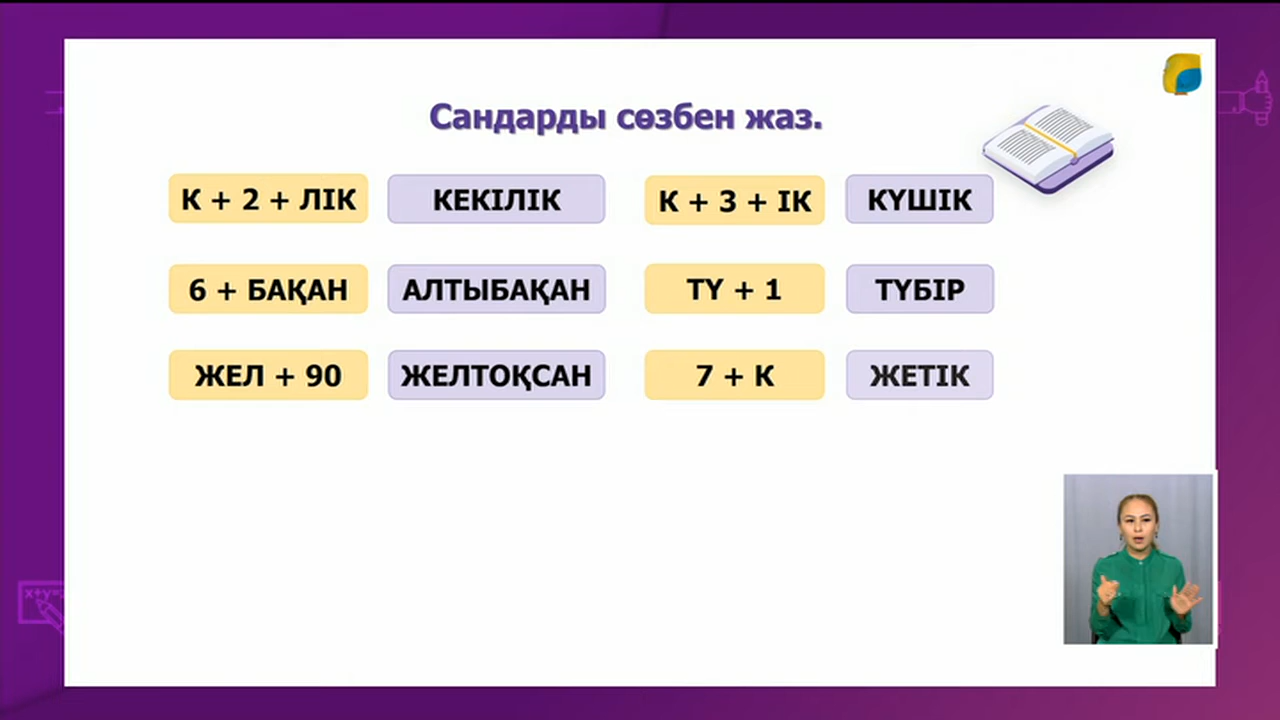 Сандарды сөзбен жаз.
К + 2 + ЛІК КЕКІЛІК К + 3 + ІК КҮШІК
6 + БАҚАН АЛТЫБАҚАН ТҮ + 1 ТҮБІР
ЖЕЛ + 90 ЖЕЛТОҚСАН 7 + К ЖЕТІК